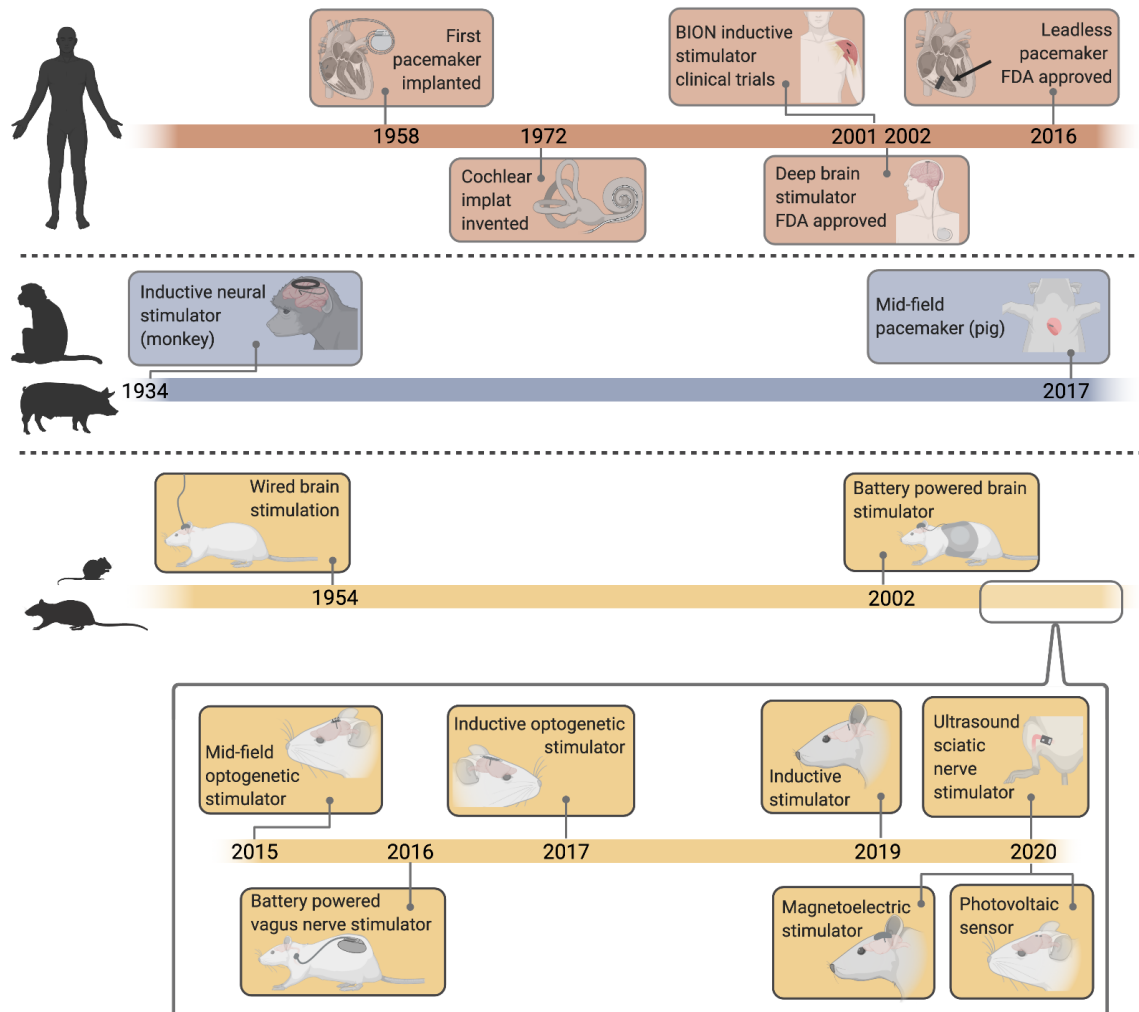 First
pacemaker
implanted
BION inductive
stimulator
clinical trials
Leadless
pacemaker
FDA approved
1958
1972
2001
2002
2016
Cochlear
implat
invented
Deep brain
stimulator
FDA approved
Inductive neural
stimulator
(monkey)
Mid-field
pacemaker (pig)
1934
2017
Wired brain
stimulation
Battery powered brain
stimulator
1954
2002
Mid-field
optogenetic
stimulator
Inductive optogenetic
stimulator
Inductive
stimulator
Ultrasound
sciatic
nerve
stimulator
2015
2016
2017
2019
2020
Battery powered
vagus nerve stimulator
Magnetoelectric
stimulator
Photovoltaic
sensor